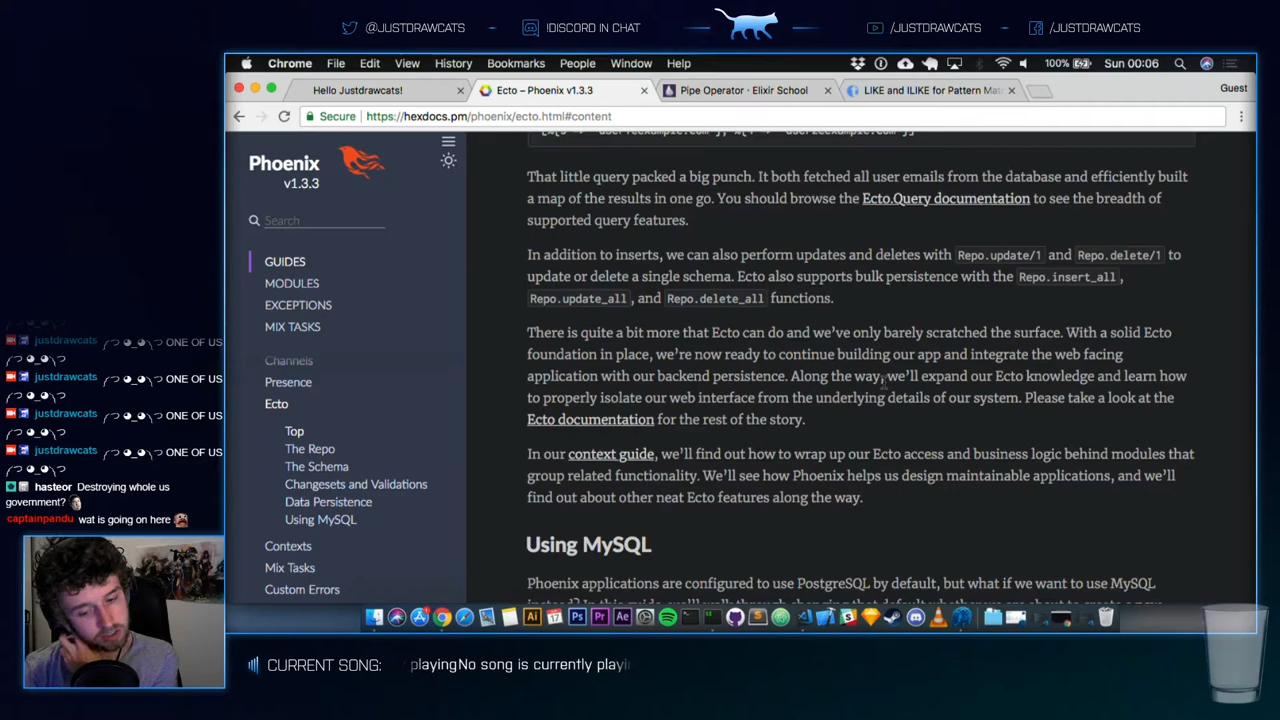 @JUSTDRAWCATS
!DISCORD IN CHAT
/JUSTDRAWCATS
/JUSTDRAWCATS
Chrome File Edit View History Bookmarks People Window Help
100% Sun 00:06
Hello Justdrawcats!
Ecto – Phoenix v1.3.3
Pipe Operator · Elixir School
LIKE and ILIKE for Pattern Mat
Guest
Secure https://hexdocs.pm/phoenix/ecto.html#content
Phoenix
v1.3.3
Search
GUIDES
MODULES
EXCEPTIONS
MIX TASKS
Channels
Presence
Ecto
Top
The Repo
The Schema
Changesets and Validations
Data Persistence
Using MySQL
Contexts
Mix Tasks
Custom Errors
That little query packed a big punch. It both fetched all user emails from the database and efficiently built
a map of the results in one go. You should browse the Ecto.Query documentation to see the breadth of
supported query features.
In addition to inserts, we can also perform updates and deletes with Repo.update/1 and Repo.delete/1 to
update or delete a single schema. Ecto also supports bulk persistence with the Repo.insert_all,
Repo.update_all, and Repo.delete_all functions.
There is quite a bit more that Ecto can do and we've only barely scratched the surface. With a solid Ecto
foundation in place, we're now ready to continue building our app and integrate the web facing
application with our backend persistence. Along the way, we'll expand our Ecto knowledge and learn how
to properly isolate our web interface from the underlying details of our system. Please take a look at the
Ecto documentation for the rest of the story.
In our context guide, we'll find out how to wrap up our Ecto access and business logic behind modules that
group related functionality. We'll see how Phoenix helps us design maintainable applications, and we'll
find out about other neat Ecto features along the way.
Using MySQL
Phoenix applications are configured to use PostgreSQL by default, but what if we want to use MySQL
justdrawcats ONE OF US
justdrawcats ONE OF US
justdrawcats ONE OF US
justdrawcats ONE OF US
hasteor Destroying whole us
government?
captainpandu wat is going on here
CURRENT SONG:
playingNo song is currently playi